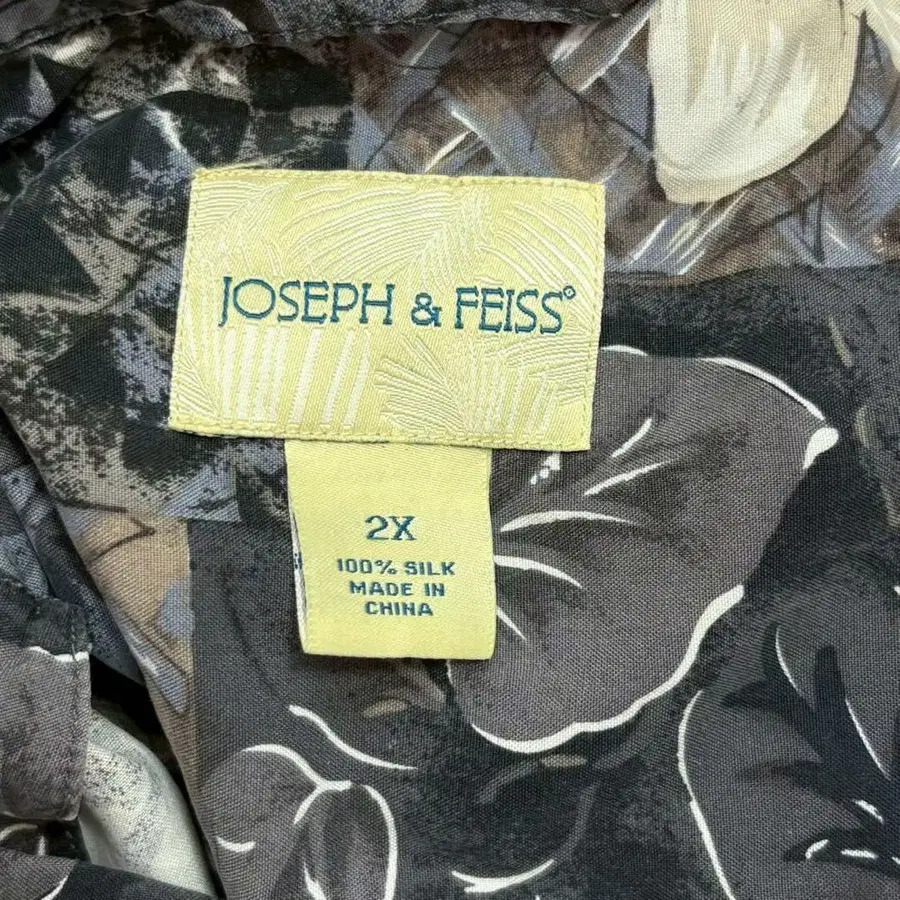 JOSEPH & FEISS®
2X
100% SILK
MADE IN
CHINA